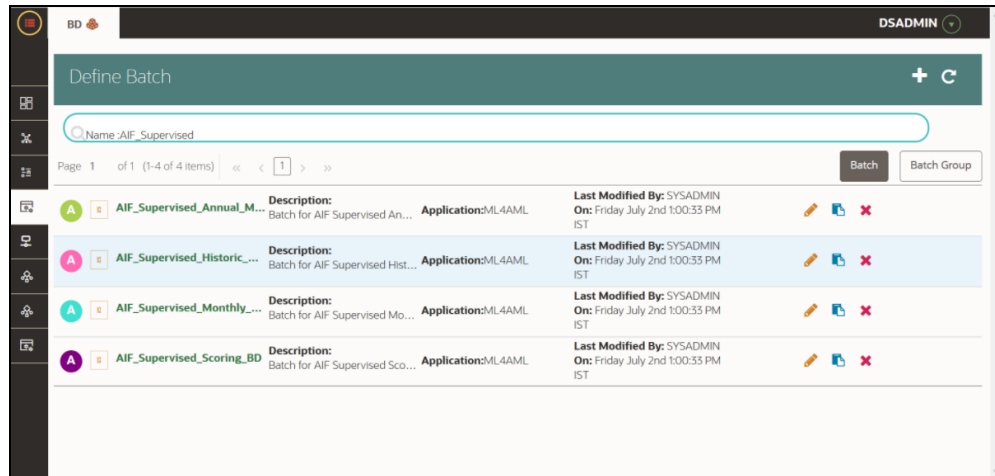 BD
DSADMIN
Define Batch
Name :AIF_Supervised
Page 1 of 1 (1-4 of 4 items) « < 1 > »
Batch
Batch Group
A AIF_Supervised_Annual_M... Description: Batch for AIF Supervised An... Application:ML4AML Last Modified By: SYSADMIN
On: Friday July 2nd 1:00:33 PM
IST
A AIF_Supervised_Historic_... Description: Batch for AIF Supervised Hist... Application:ML4AML Last Modified By: SYSADMIN
On: Friday July 2nd 1:00:33 PM
IST
A AIF_Supervised_Monthly_... Description: Batch for AIF Supervised Mo... Application:ML4AML Last Modified By: SYSADMIN
On: Friday July 2nd 1:00:33 PM
IST
A AIF_Supervised_Scoring_BD Description: Batch for AIF Supervised Sco... Application:ML4AML Last Modified By: SYSADMIN
On: Friday July 2nd 1:00:33 PM
IST